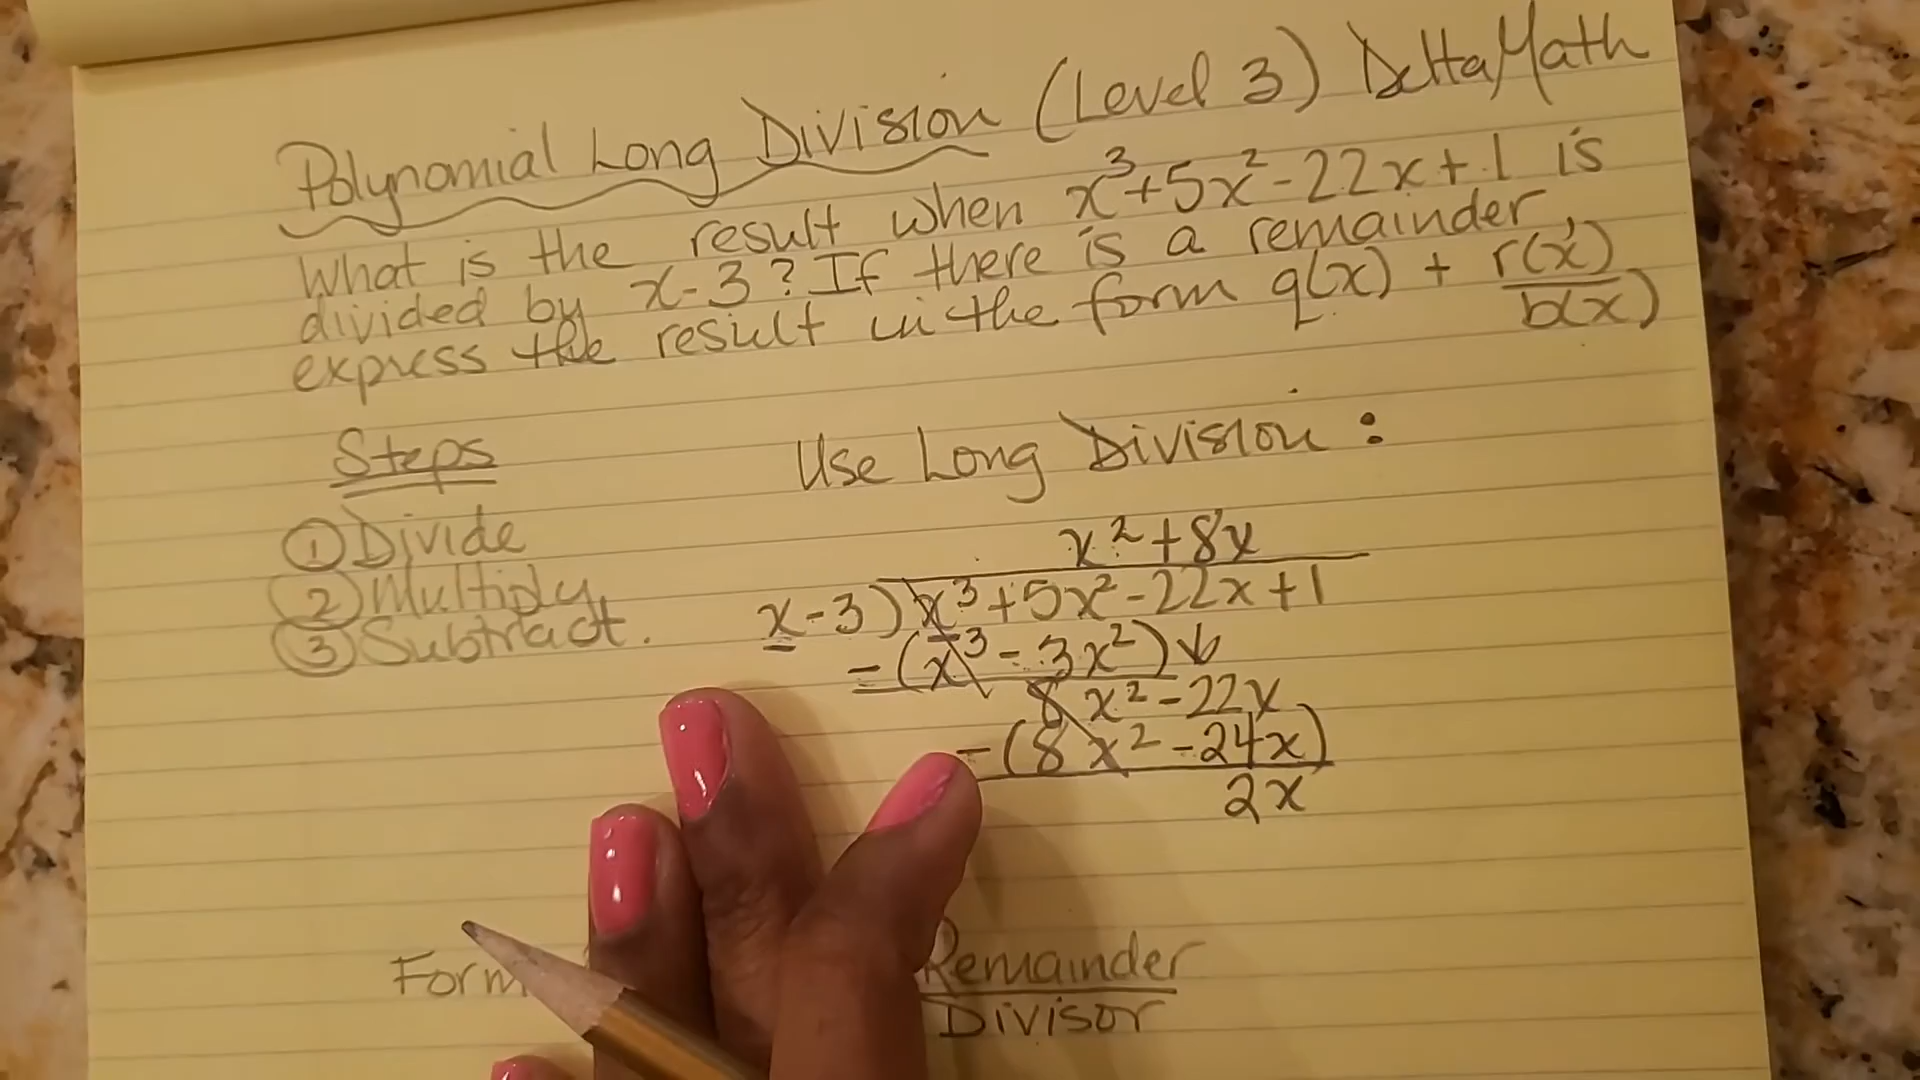 Polynomial Long Division (Level 3) DeltaMath
What is the result when x³+5x²-22x+1 is
divided by x-3? If there is a remainder,
express the result in the form q(x) + r(x)/b(x)
Steps
Use Long Division:
① Divide
② Multiply
③ Subtract.
x²+8x
x-3)x³+5x²-22x+1
-(x³-3x²)↓
8x²-22x
-(8x²-24x)
2x
Remainder
Divisor